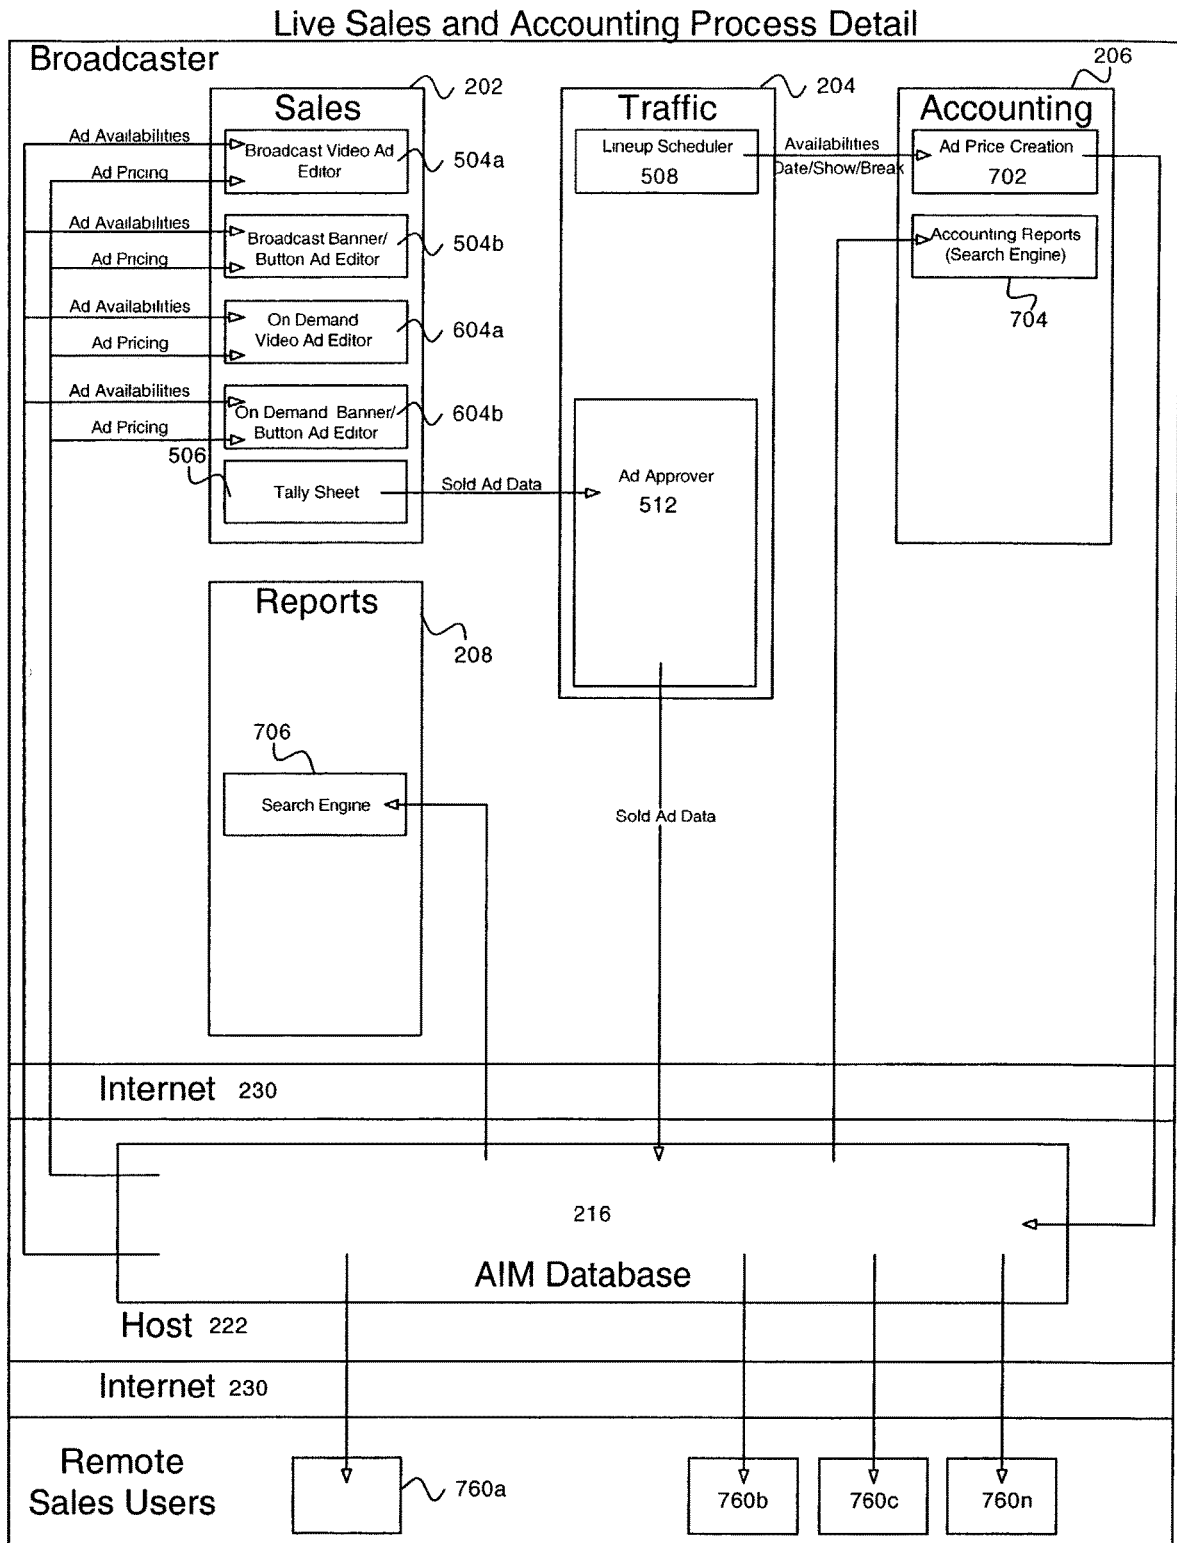 Live Sales and Accounting Process Detail
Broadcaster
202
204
206
Sales
Traffic
Accounting
Ad Availabilities
Ad Pricing
Broadcast Video Ad
Editor
504a
Lineup Scheduler
508
Availabilities
Date/Show/Break
Ad Price Creation
702
Ad Availabilities
Ad Pricing
Broadcast Banner/
Button Ad Editor
504b
Accounting Reports
(Search Engine)
704
Ad Availabilities
Ad Pricing
On Demand
Video Ad Editor
604a
Ad Availabilities
Ad Pricing
On Demand Banner/
Button Ad Editor
604b
506
Tally Sheet
Sold Ad Data
Ad Approver
512
Reports
208
706
Search Engine
Sold Ad Data
Internet 230
216
AIM Database
Host 222
Internet 230
Remote
Sales Users
760a
760b
760c
760n